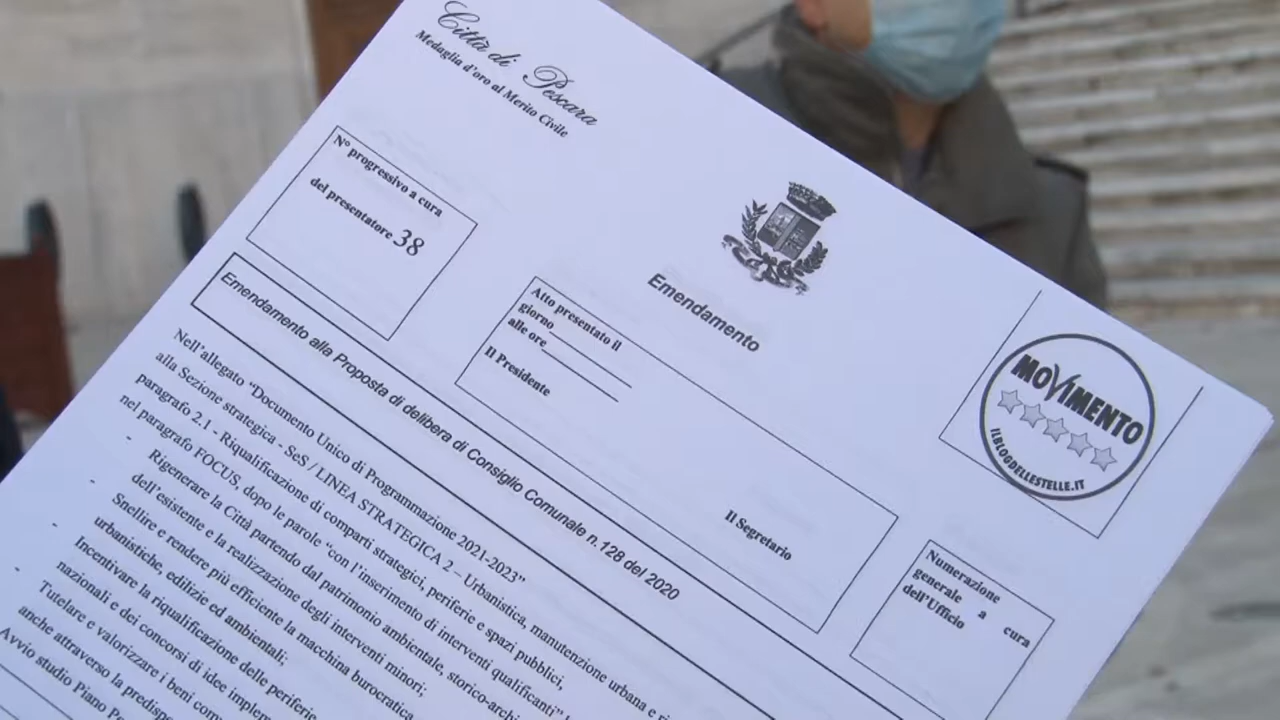 Città di Pescara
Medaglia d'oro al Merito Civile
N° progressivo a cura
del presentatore 38
Emendamento
Atto presentato il
giorno
alle ore
Il Presidente
Il Segretario
MOVIMENTO
ILBLOGDELLESTELLE.IT
Numerazione
generale a cura
dell'Ufficio
Emendamento alla Proposta di delibera di Consiglio Comunale n.128 del 2020
Nell'allegato "Documento Unico di Programmazione 2021-2023"
alla Sezione strategica - SeS / LINEA STRATEGICA 2 – Urbanistica, manutenzione urbana e
paragrafo 2.1 - Riqualificazione di comparti strategici, periferie e spazi pubblici,
nel paragrafo FOCUS, dopo le parole "con l'inserimento di interventi qualificanti"
- Rigenerare la Città partendo dal patrimonio ambientale,
dell'esistente e la realizzazione degli interventi minori;
- Snellire e rendere più efficiente la macchina burocratica
urbanistiche, edilizie ed ambientali;
- Incentivare la riqualificazione delle periferie
nazionali e dei concorsi di idee
- Tutelare e valorizzare i beni
anche attraverso la
Avvio studio Piano